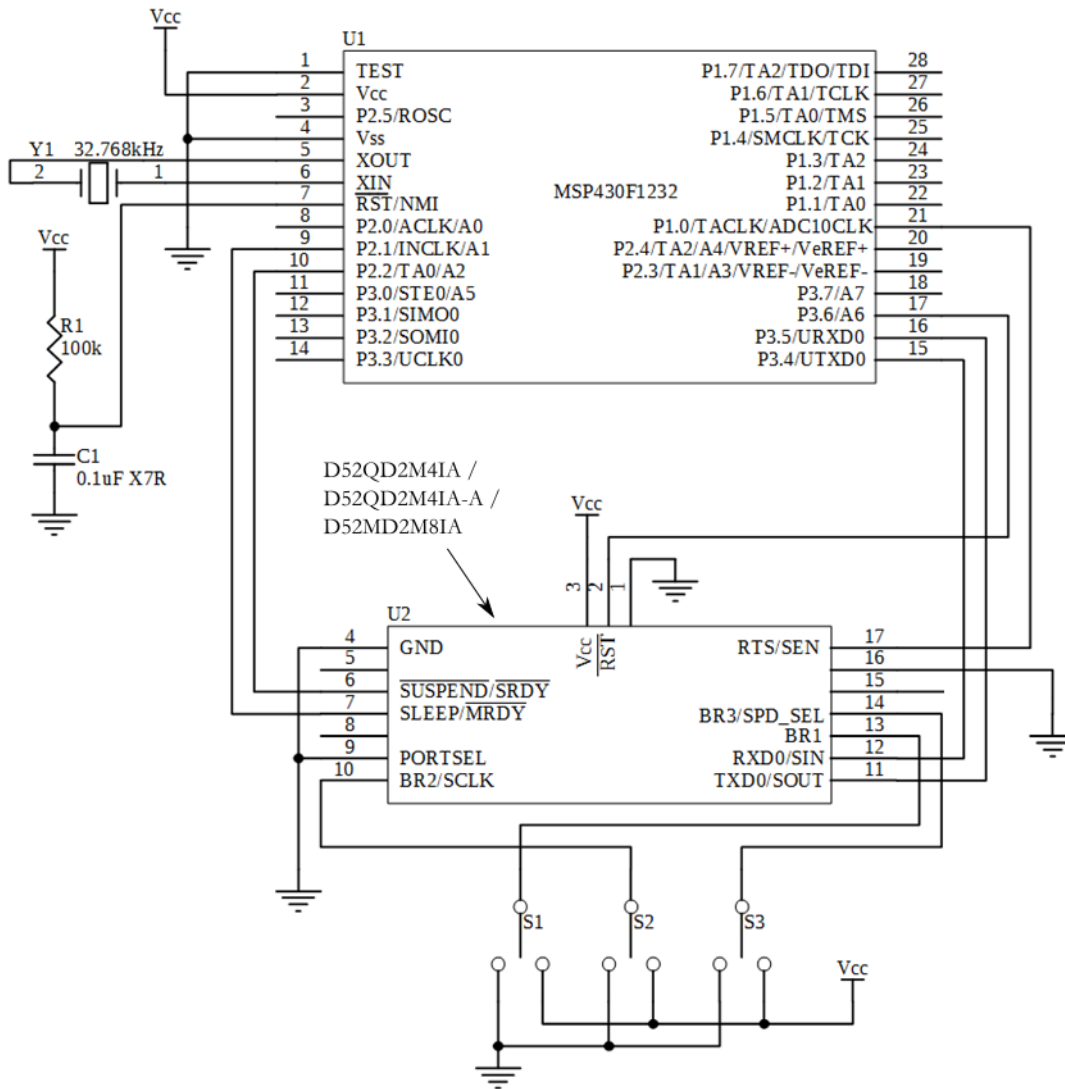 Vcc
U1
1 TEST
2 Vcc
3 P2.5/ROSC
4 Vss
5 XOUT
6 XIN
7 RST/NMI
8 P2.0/ACLK/A0
9 P2.1/INCLK/A1
10 P2.2/TA0/A2
11 P3.0/STE0/A5
12 P3.1/SIMO0
13 P3.2/SOMI0
14 P3.3/UCLK0
MSP430F1232
P1.7/TA2/TDO/TDI 28
P1.6/TA1/TCLK 27
P1.5/TA0/TMS 26
P1.4/SMCLK/TCK 25
P1.3/TA2 24
P1.2/TA1 23
P1.1/TA0 22
P1.0/TACLK/ADC10CLK 21
P2.4/TA2/A4/VREF+/VeREF+ 20
P2.3/TA1/A3/VREF-/VeREF- 19
P3.7/A7 18
P3.6/A6 17
P3.5/URXD0 16
P3.4/UTXD0 15
Y1 32.768kHz
2 1
Vcc
R1
100k
C1
0.1uF X7R
D52QD2M4IA /
D52QD2M4IA-A /
D52MD2M8IA
Vcc
3 2 1
U2
Vcc RST
4 GND
5
6 SUSPEND/SRDY
7 SLEEP/MRDY
8
9 PORTSEL
10 BR2/SCLK
RTS/SEN 17
16
15
BR3/SPD_SEL 14
BR1 13
RXD0/SIN 12
TXD0/SOUT 11
S1 S2 S3
Vcc